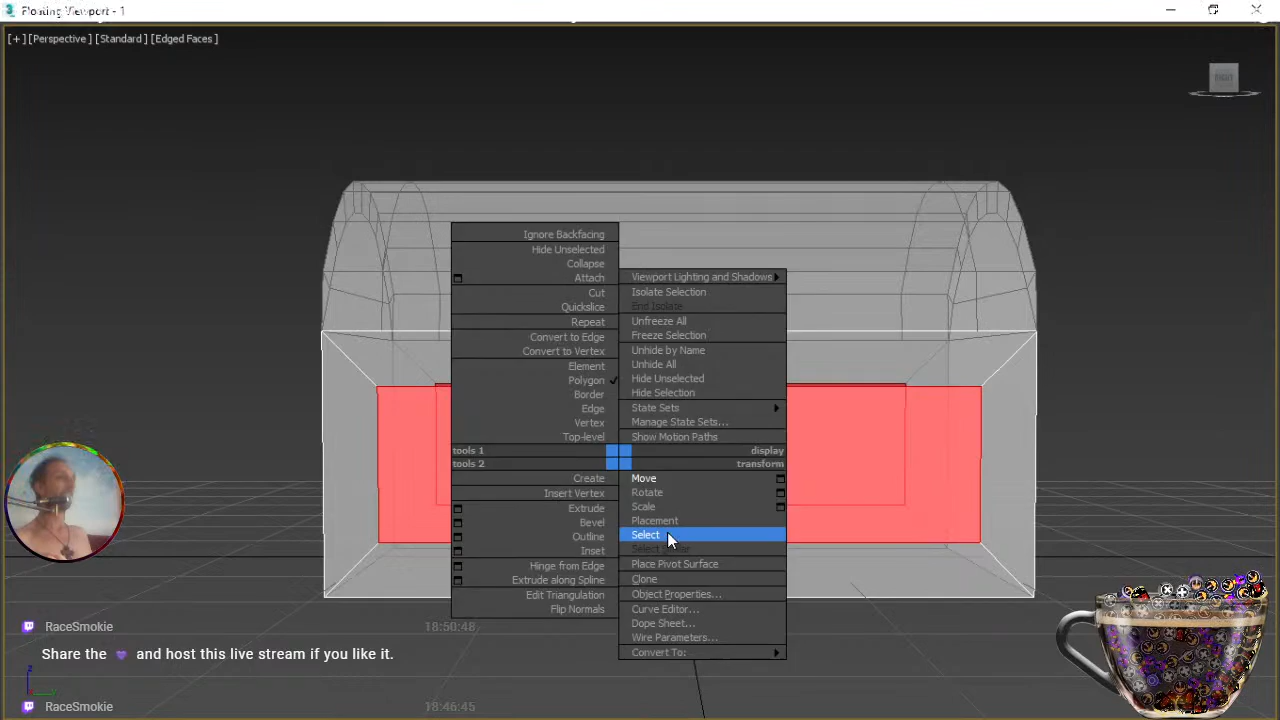 Floating Viewport - 1
[+] [Perspective] [Standard] [Edged Faces]
RIGHT
Ignore Backfacing
Hide Unselected
Collapse
Attach
Cut
Quickslice
Repeat
Convert to Edge
Convert to Vertex
Element
Polygon
Border
Edge
Vertex
Top-level
tools 1
tools 2
Create
Insert Vertex
Extrude
Bevel
Outline
Inset
Hinge from Edge
Extrude along Spline
Edit Triangulation
Flip Normals
Viewport Lighting and Shadows
Isolate Selection
End Isolate
Unfreeze All
Freeze Selection
Unhide by Name
Unhide All
Hide Unselected
Hide Selection
State Sets
Manage State Sets...
Show Motion Paths
display
transform
Move
Rotate
Scale
Placement
Select
Select Similar
Place Pivot Surface
Clone
Object Properties...
Curve Editor...
Dope Sheet...
Wire Parameters...
Convert To:
RaceSmokie 18:50:48
Share the 💜 and host this live stream if you like it.
z
RaceSmokie 18:46:45